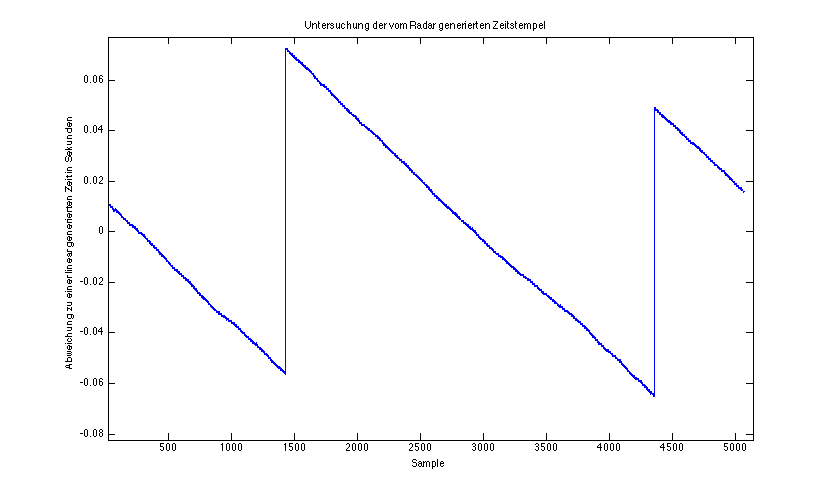 Untersuchung der vom Radar generierten Zeitstempel
Abweichung zu einer linear generierten Zeit in Sekunden
0.06
0.04
0.02
0
-0.02
-0.04
-0.06
-0.08
500 1000 1500 2000 2500 3000 3500 4000 4500 5000
Sample